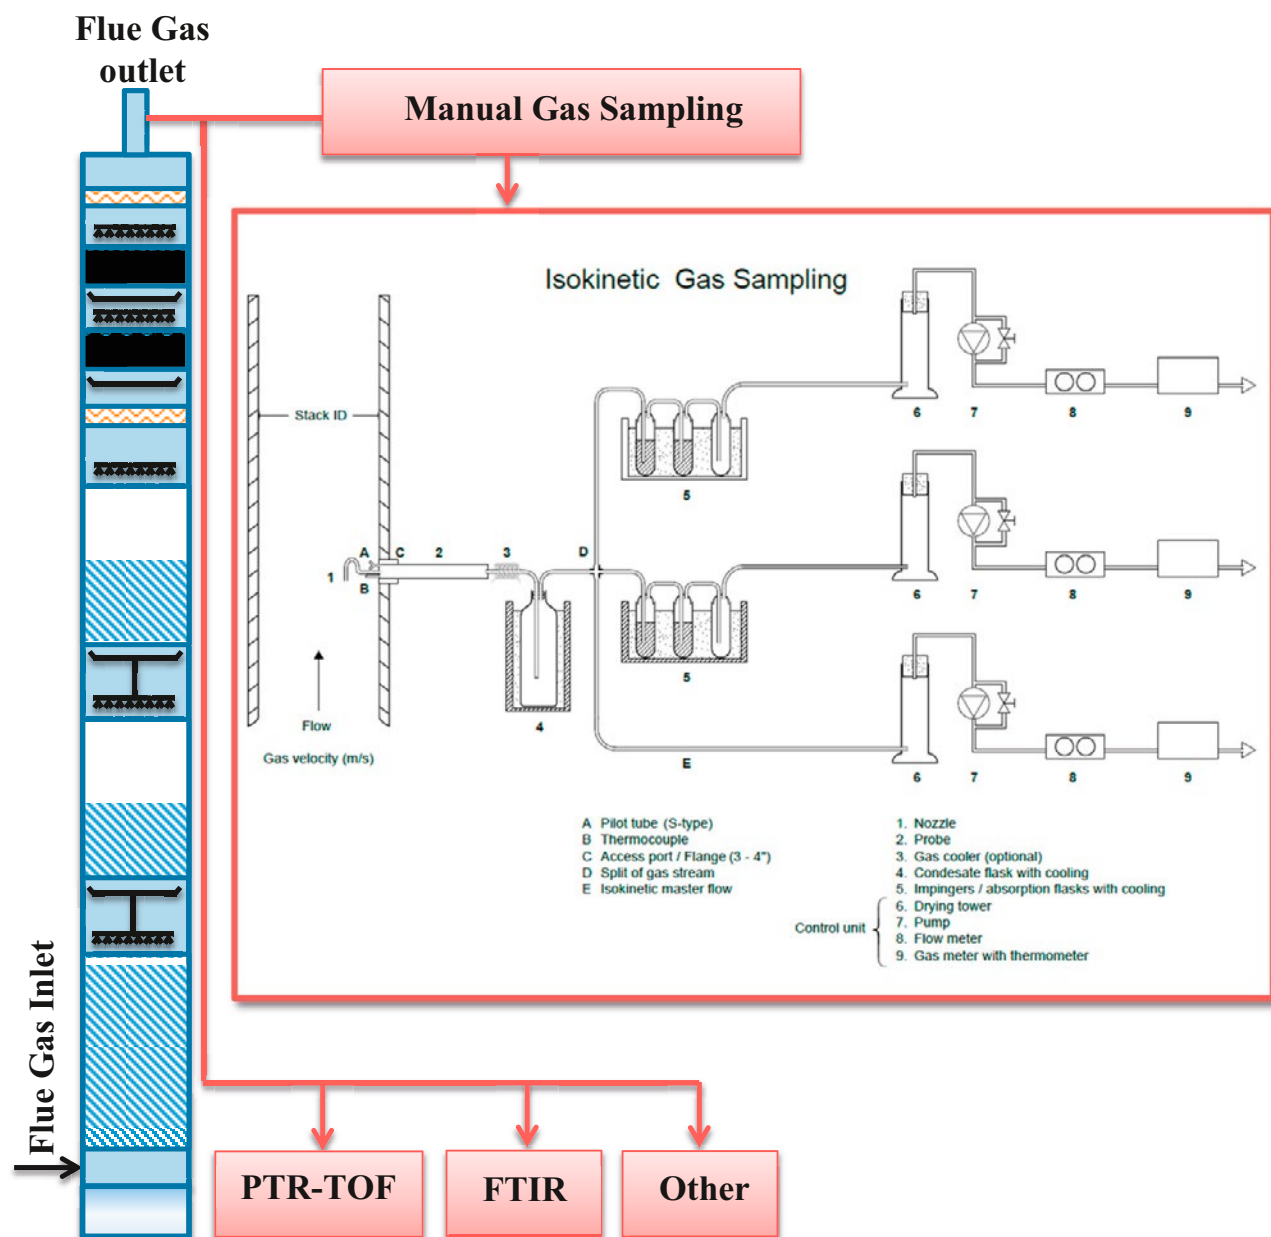 Flue Gas
outlet
Manual Gas Sampling
Isokinetic Gas Sampling
Stack ID
A
C
2
3
D
1
B
4
Flow
Gas velocity (m/s)
5
6
7
8
9
5
6
7
8
9
E
6
7
8
9
A Pilot tube (S-type)
B Thermocouple
C Access port / Flange (3 - 4")
D Split of gas stream
E Isokinetic master flow
1. Nozzle
2. Probe
3. Gas cooler (optional)
4. Condesate flask with cooling
5. Impingers / absorption flasks with cooling
Control unit
6. Drying tower
7. Pump
8. Flow meter
9. Gas meter with thermometer
Flue Gas Inlet
PTR-TOF
FTIR
Other